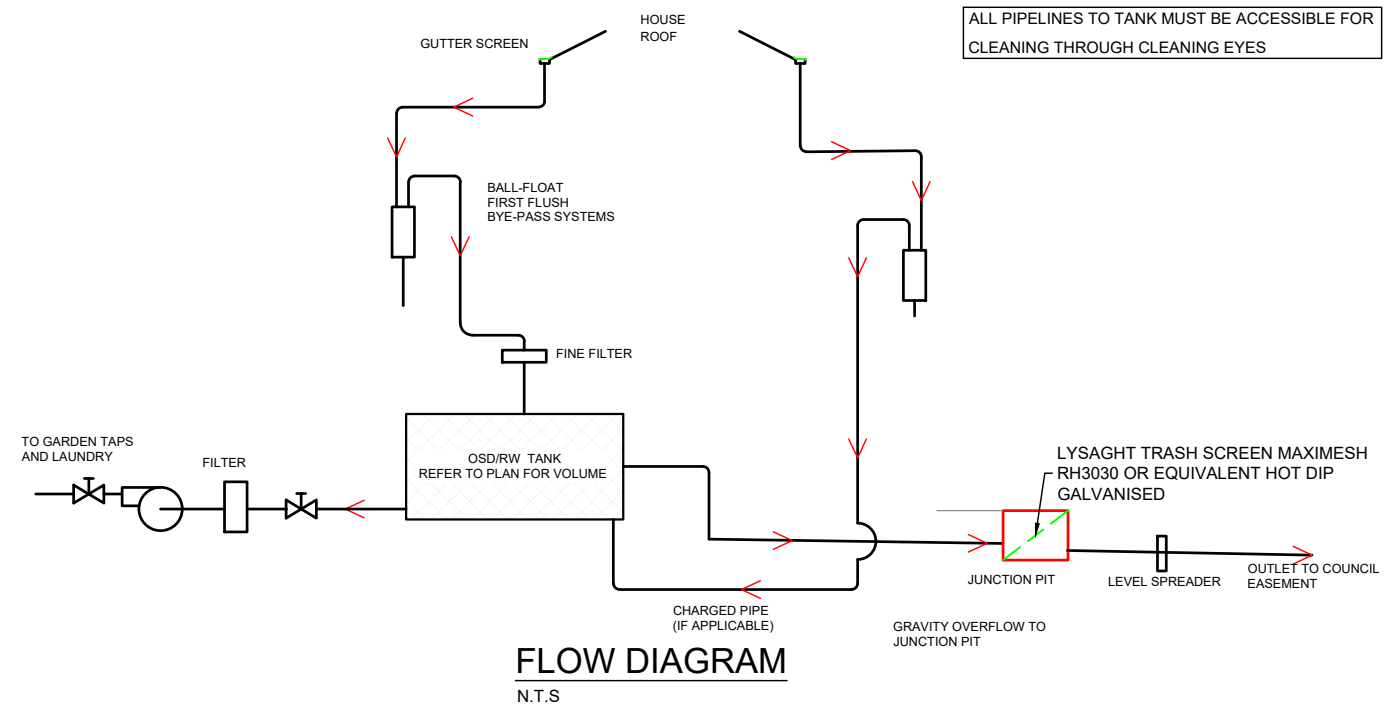 ALL PIPELINES TO TANK MUST BE ACCESSIBLE FOR
CLEANING THROUGH CLEANING EYES
HOUSE
ROOF
GUTTER SCREEN
BALL-FLOAT
FIRST FLUSH
BYE-PASS SYSTEMS
FINE FILTER
TO GARDEN TAPS
AND LAUNDRY
FILTER
OSD/RW TANK
REFER TO PLAN FOR VOLUME
LYSAGHT TRASH SCREEN MAXIMESH
RH3030 OR EQUIVALENT HOT DIP
GALVANISED
JUNCTION PIT
LEVEL SPREADER
OUTLET TO COUNCIL
EASEMENT
CHARGED PIPE
(IF APPLICABLE)
GRAVITY OVERFLOW TO
JUNCTION PIT
FLOW DIAGRAM
N.T.S